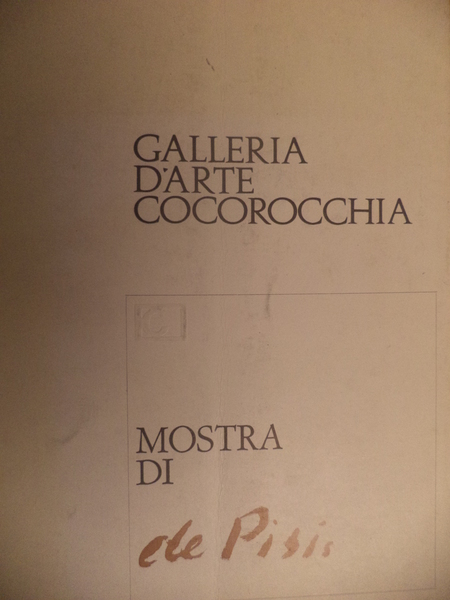 GALLERIA
D'ARTE
COCOROCCHIA
MOSTRA
DI
de Pisis